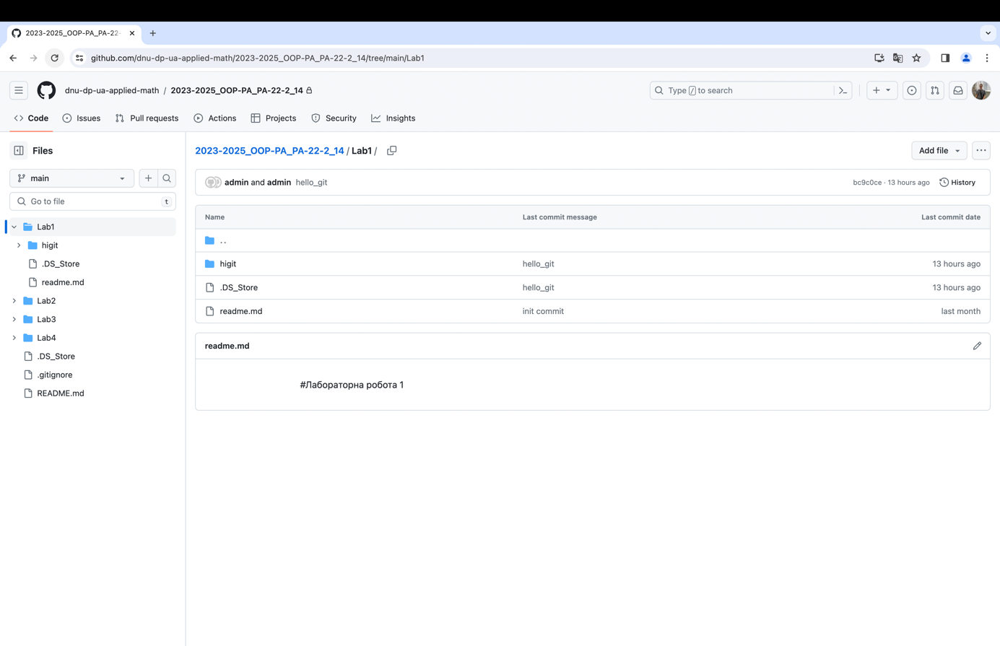 2023-2025_OOP-PA_PA-22-
github.com/dnu-dp-ua-applied-math/2023-2025_OOP-PA_PA-22-2_14/tree/main/Lab1
dnu-dp-ua-applied-math / 2023-2025_OOP-PA_PA-22-2_14
Type / to search
Code Issues Pull requests Actions Projects Security Insights
Files
main
Go to file t
Lab1
higit
.DS_Store
readme.md
Lab2
Lab3
Lab4
.DS_Store
.gitignore
README.md
2023-2025_OOP-PA_PA-22-2_14 / Lab1 /
Add file
admin and admin hello_git bc9c0ce · 13 hours ago History
Name Last commit message Last commit date
..
higit hello_git 13 hours ago
.DS_Store hello_git 13 hours ago
readme.md init commit last month
readme.md
#Лабораторна робота 1